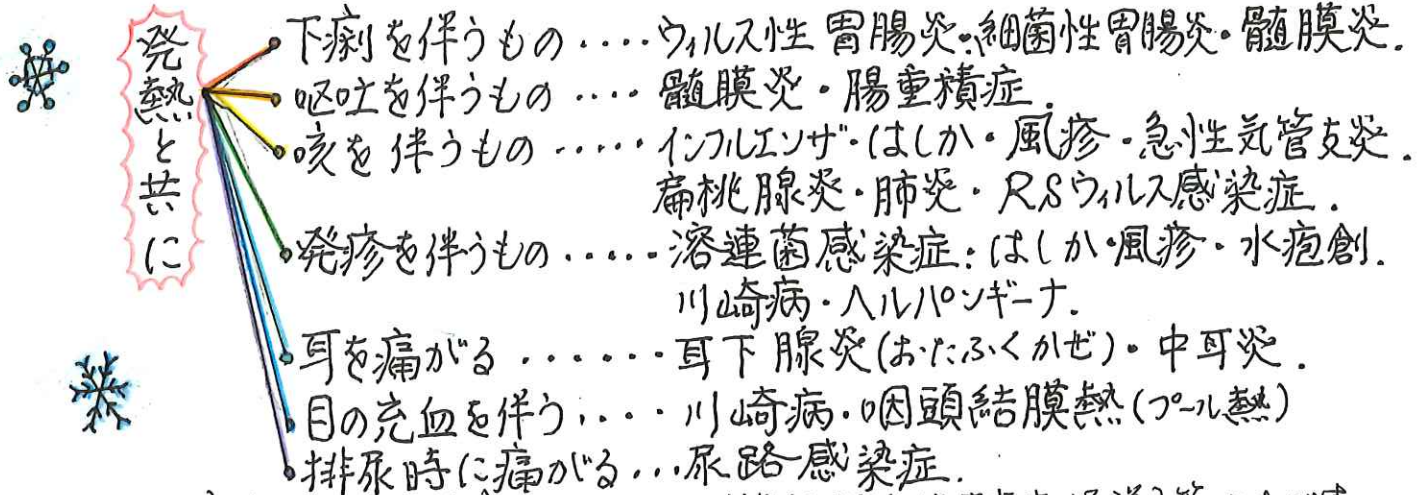 発熱と共に
下痢を伴うもの････ウィルス性胃腸炎・細菌性胃腸炎・髄膜炎.
嘔吐を伴うもの････髄膜炎・腸重積症.
咳を伴うもの･････インフルエンザ・はしか・風疹・急性気管支炎.
扁桃腺炎・肺炎・RSウィルス感染症.
発疹を伴うもの･････溶連菌感染症・はしか・風疹・水疱創.
川崎病・ヘルパンギーナ.
耳を痛がる･･････耳下腺炎(おたふくかぜ)・中耳炎.
目の充血を伴う････川崎病・咽頭結膜熱(プール熱)
排尿時に痛がる･･･尿路感染症.